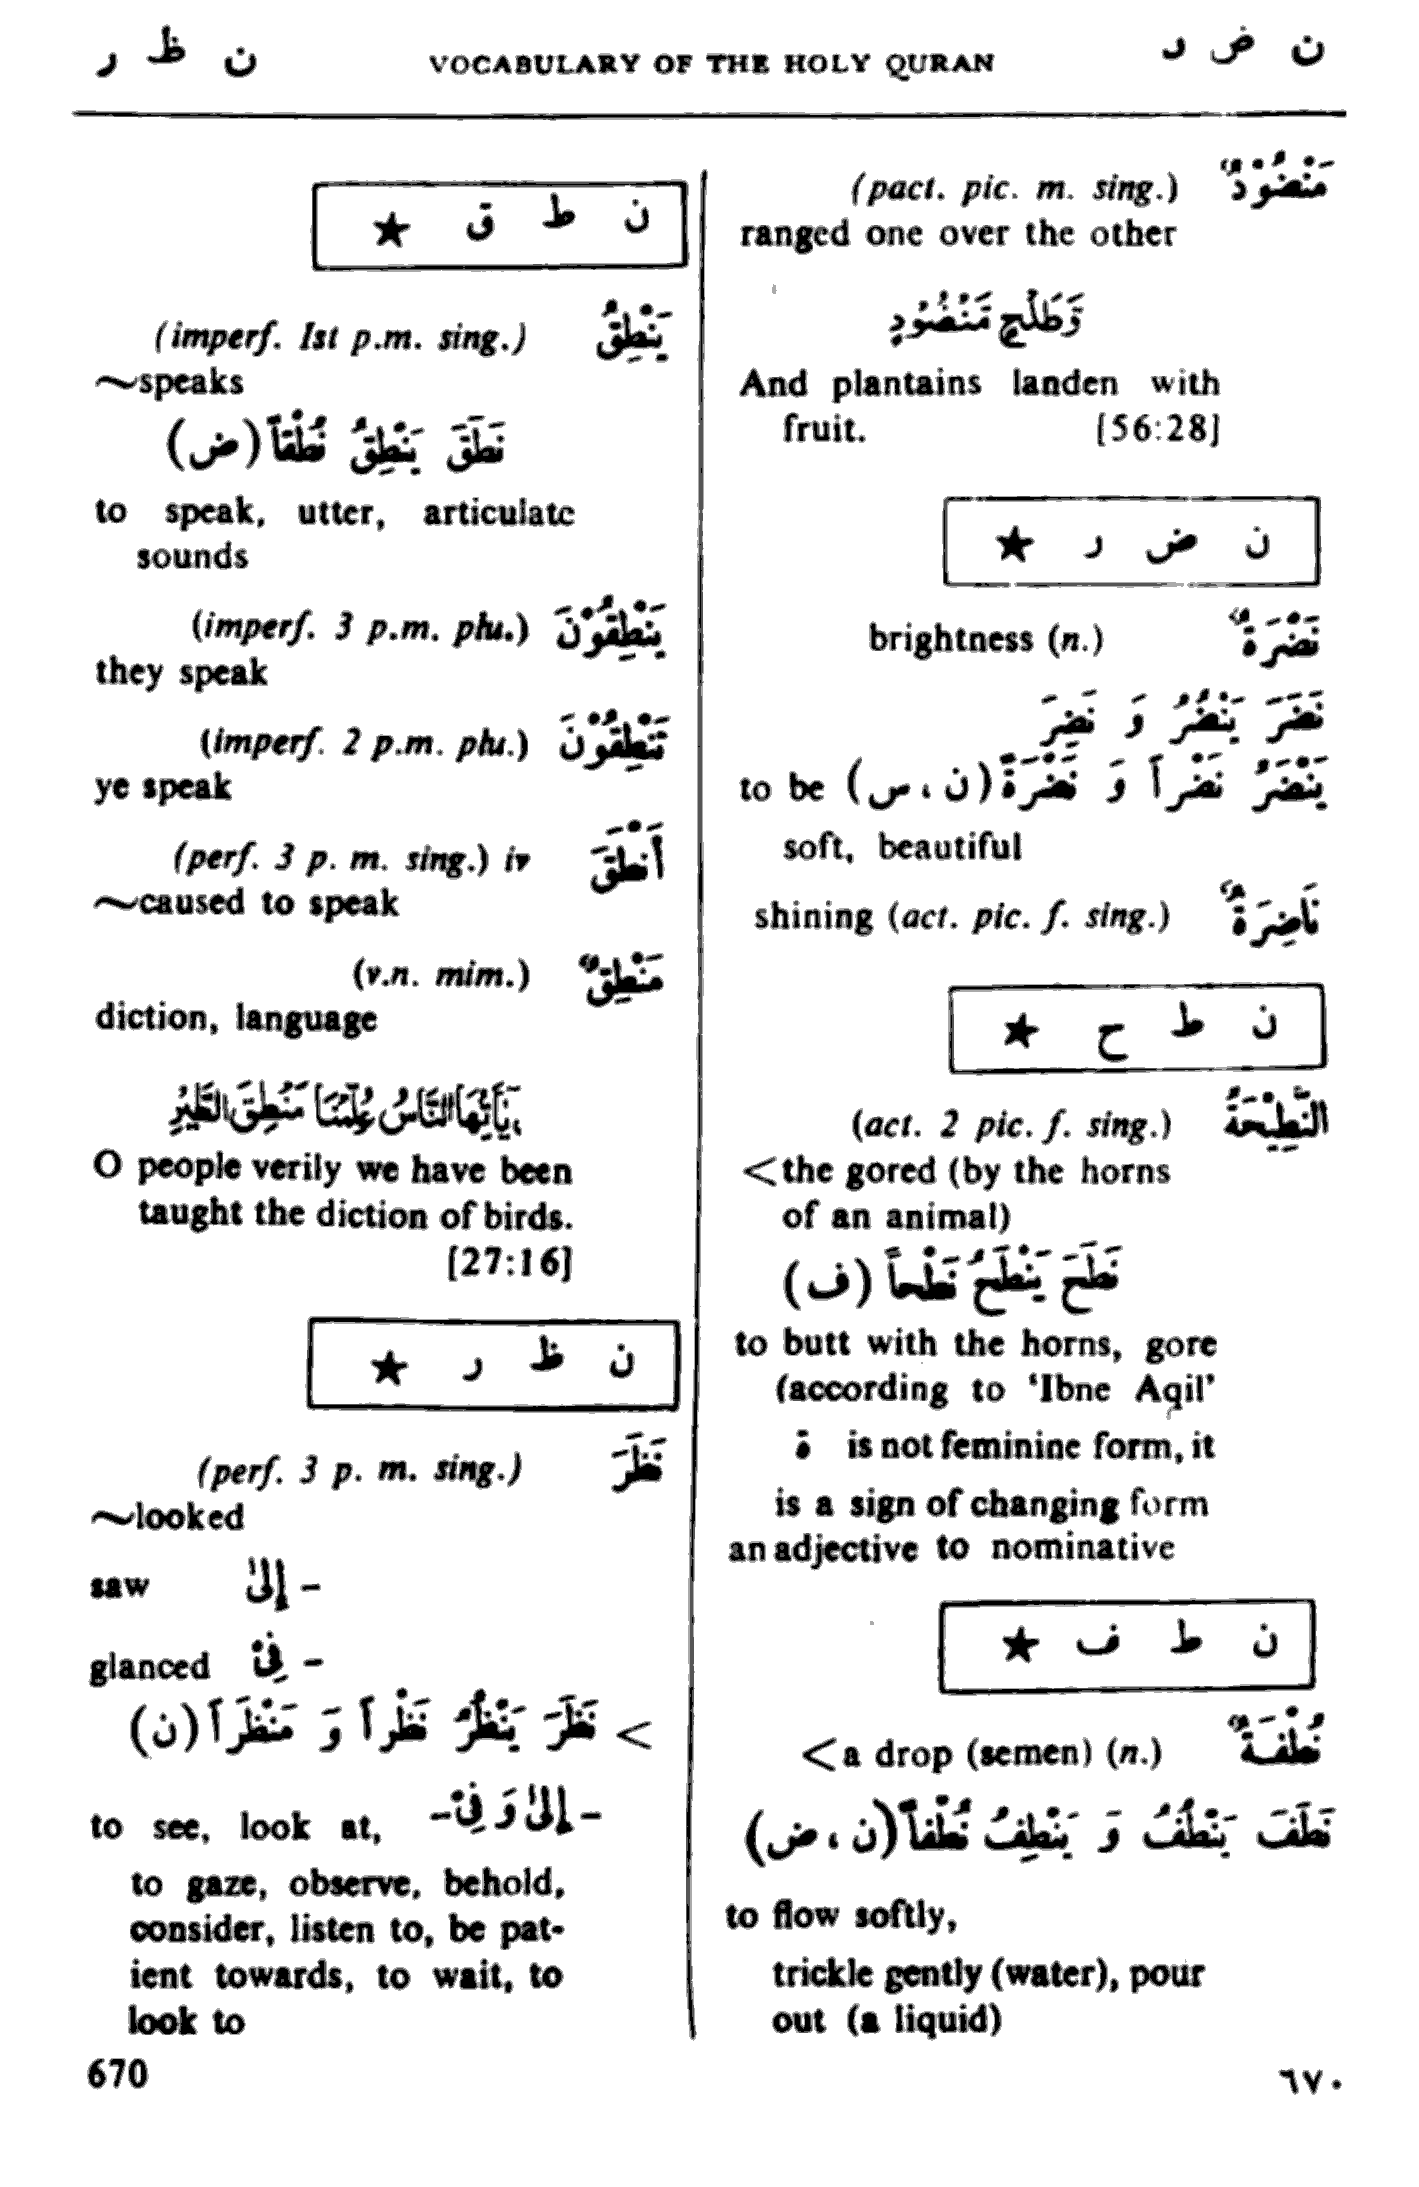 ن ض د VOCABULARY OF THE HOLY QURAN ن ظ ر
مَنْضُوْدٌ (pact. pic. m. sing.)
ranged one over the other
وَّطَلْحٍ مَّنْضُوْدٍ
And plantains landen with
fruit. [56:28]
ن ض ر ★
نَضْرَةٌ brightness (n.)
نَضَرَ يَنْضُرُ وَ نَضِرَ
يَنْضَرُ نَضْراً وَ نَضْرَةً (ن ، س) to be
soft, beautiful
نَاضِرَةٌ shining (act. pic. f. sing.)
ن ط ح ★
النَّطِيْحَةُ (act. 2 pic. f. sing.)
<the gored (by the horns
of an animal)
نَطَحَ يَنْطَحُ نَطْحاً (ف)
to butt with the horns, gore
(according to ‘Ibne Aqil’
ة is not feminine form, it
is a sign of changing form
an adjective to nominative
ن ط ف ★
نُطْفَةٌ <a drop (semen) (n.)
نَطَفَ يَنْطُفُ وَ يَنْطِفُ نُطْفاً (ن ، ض)
to flow softly,
trickle gently (water), pour
out (a liquid)
ن ط ق ★
يَنْطِقُ (imperf. Ist p.m. sing.)
~speaks
نَطَقَ يَنْطِقُ نُطْقاً (ض)
to speak, utter, articulate
sounds
يَنْطِقُوْنَ (imperf. 3 p.m. plu.)
they speak
تَنْطِقُوْنَ (imperf. 2 p.m. plu.)
ye speak
أَنْطَقَ (perf. 3 p. m. sing.) iv
~caused to speak
مَنْطِقٌ (v.n. mim.)
diction, language
يَٰٓأَيُّهَا النَّاسُ عُلِّمْنَا مَنْطِقَ الطَّيْرِ
O people verily we have been
taught the diction of birds.
[27:16]
ن ظ ر ★
نَظَرَ (perf. 3 p. m. sing.)
~looked
saw - إِلىٰ
glanced - فِيْ
< نَظَرَ يَنْظُرُ نَظْراً وَ مَنْظَراً (ن)
to see, look at, - إِلىٰ وَ فِيْ -
to gaze, observe, behold,
consider, listen to, be pat-
ient towards, to wait, to
look to
670 ٦٧٠